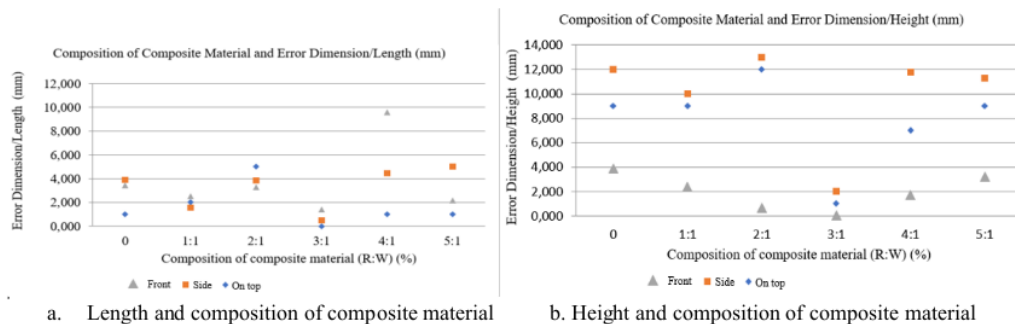 Composition of Composite Material and Error Dimension/Length (mm)
Error Dimension/Length (mm)
12,000
10,000
8,000
6,000
4,000
2,000
0,000
0 1:1 2:1 3:1 4:1 5:1
Composition of composite material (R:W) (%)
Front Side On top
a. Length and composition of composite material
Composition of Composite Material and Error Dimension/Height (mm)
Error Dimension/Height (mm)
14,000
12,000
10,000
8,000
6,000
4,000
2,000
0,000
0 1:1 2:1 3:1 4:1 5:1
Composition of composite material (R:W) (%)
Front Side On top
b. Height and composition of composite material